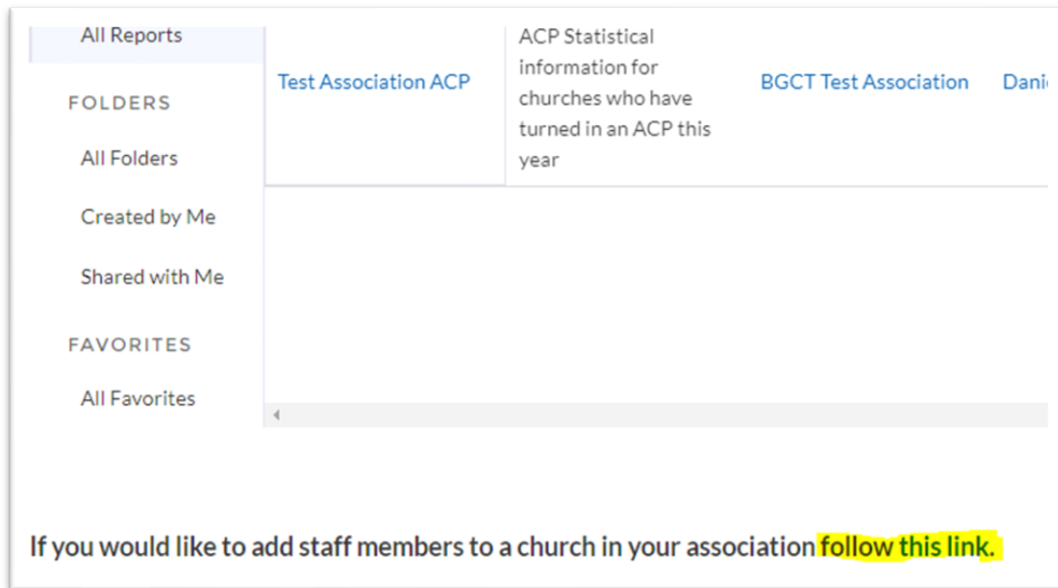 All Reports
FOLDERS
All Folders
Created by Me
Shared with Me
FAVORITES
All Favorites
Test Association ACP
ACP Statistical
information for
churches who have
turned in an ACP this
year
BGCT Test Association
If you would like to add staff members to a church in your association follow this link.